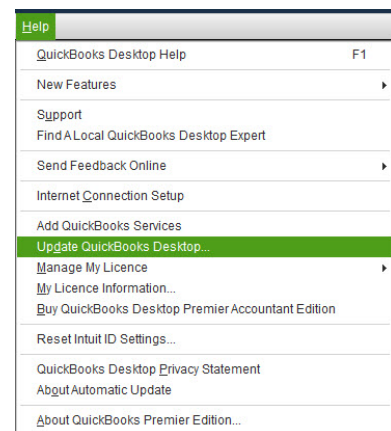 Help
QuickBooks Desktop Help F1
New Features
Support
Find A Local QuickBooks Desktop Expert
Send Feedback Online
Internet Connection Setup
Add QuickBooks Services
Update QuickBooks Desktop...
Manage My Licence
My Licence Information...
Buy QuickBooks Desktop Premier Accountant Edition
Reset Intuit ID Settings...
QuickBooks Desktop Privacy Statement
About Automatic Update
About QuickBooks Premier Edition...